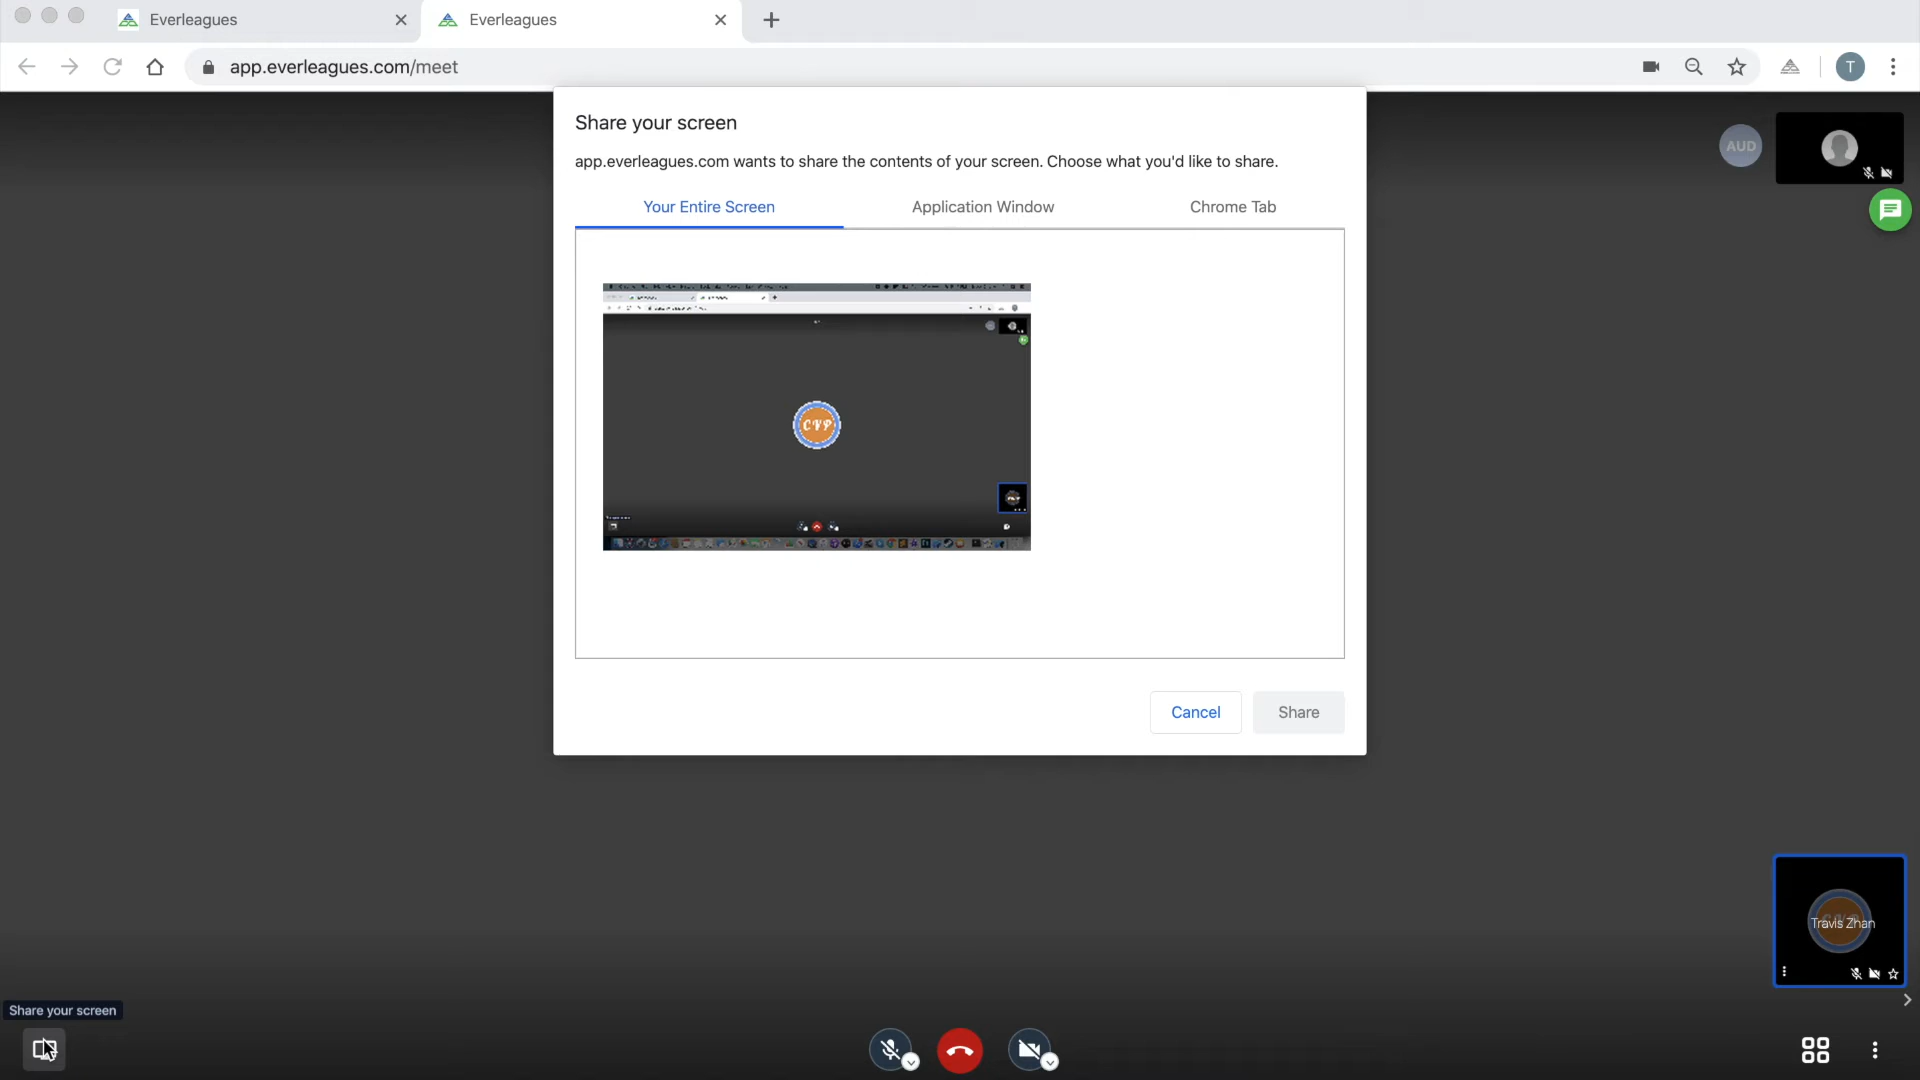 Everleagues
Everleagues
app.everleagues.com/meet
T
Share your screen
app.everleagues.com wants to share the contents of your screen. Choose what you'd like to share.
Your Entire Screen
Application Window
Chrome Tab
AUD
CVP
Cancel
Share
Travis Zhan
Share your screen